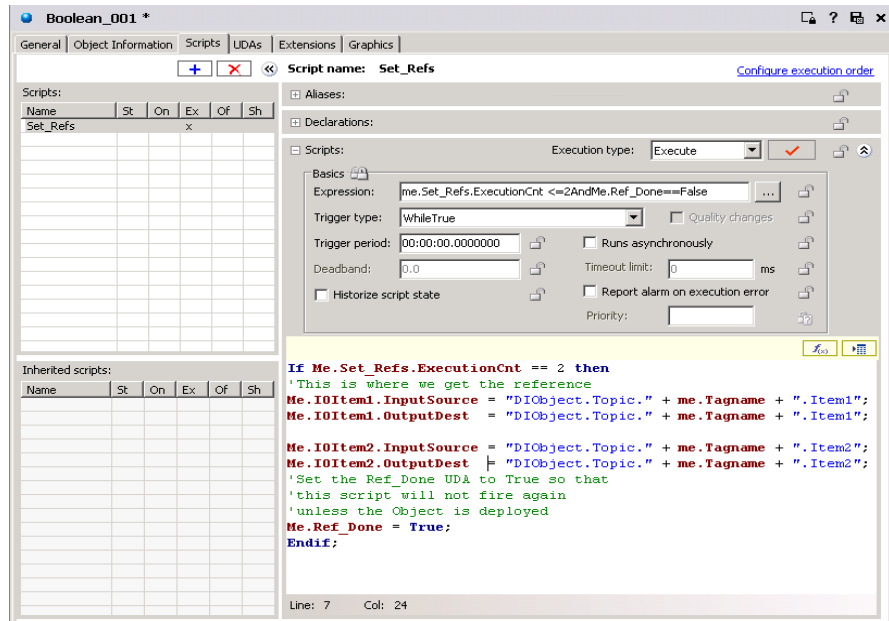 Boolean_001 *
General Object Information Scripts UDAs Extensions Graphics
Script name: Set_Refs Configure execution order
Scripts:
Name St On Ex Of Sh
Set_Refs x
Aliases:
Declarations:
Scripts: Execution type: Execute
Basics
Expression: me.Set_Refs.ExecutionCnt <=2AndMe.Ref_Done==False ...
Trigger type: WhileTrue Quality changes
Trigger period: 00:00:00.0000000 Runs asynchronously
Deadband: 0.0 Timeout limit: 0 ms
Historize script state Report alarm on execution error
Priority:
Inherited scripts:
Name St On Ex Of Sh
If Me.Set_Refs.ExecutionCnt == 2 then
'This is where we get the reference
Me.IOItem1.InputSource = "DIObject.Topic." + me.Tagname + ".Item1";
Me.IOItem1.OutputDest = "DIObject.Topic." + me.Tagname + ".Item1";
Me.IOItem2.InputSource = "DIObject.Topic." + me.Tagname + ".Item2";
Me.IOItem2.OutputDest = "DIObject.Topic." + me.Tagname + ".Item2";
'Set the Ref_Done UDA to True so that
'this script will not fire again
'unless the Object is deployed
Me.Ref_Done = True;
Endif;
Line: 7 Col: 24